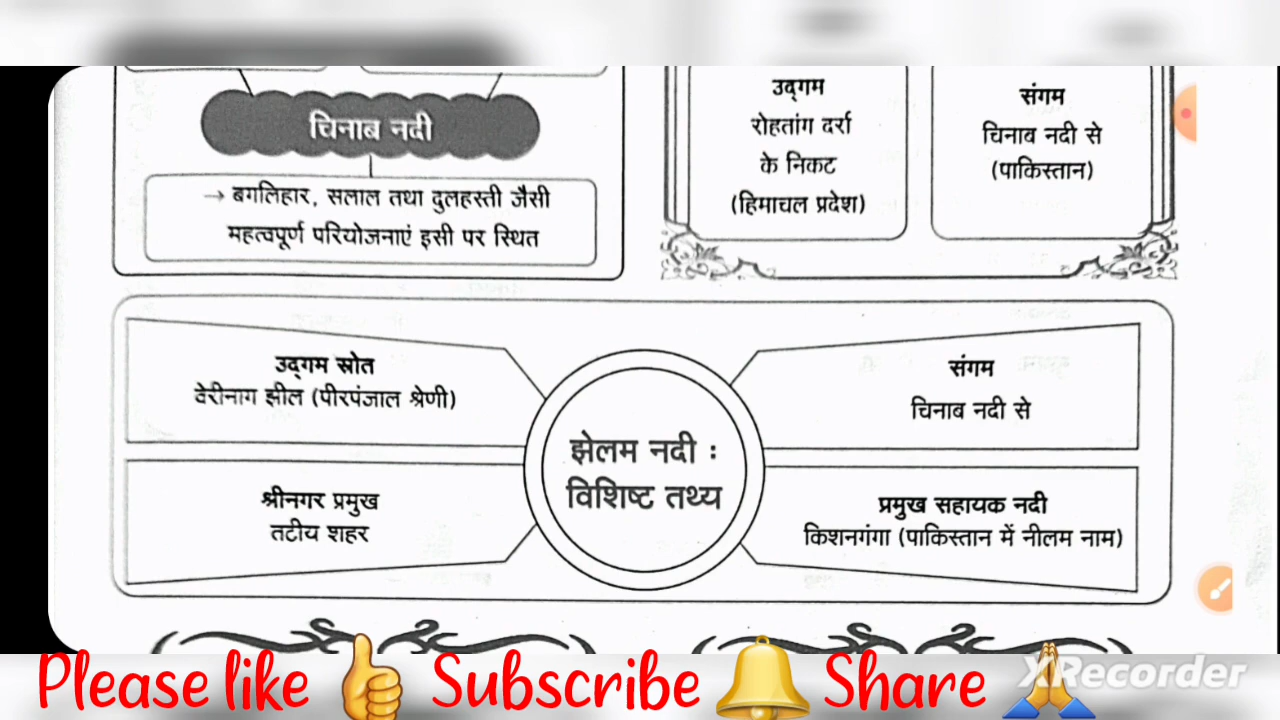 चिनाब नदी
→ बगलिहार, सलाल तथा दुलहस्ती जैसी
महत्वपूर्ण परियोजनाएं इसी पर स्थित
उद्गम
रोहतांग दर्रा
के निकट
(हिमाचल प्रदेश)
संगम
चिनाब नदी से
(पाकिस्तान)
उद्गम स्रोत
वेरीनाग झील (पीरपंजाल श्रेणी)
संगम
चिनाब नदी से
झेलम नदी :
विशिष्ट तथ्य
श्रीनगर प्रमुख
तटीय शहर
प्रमुख सहायक नदी
किशनगंगा (पाकिस्तान में नीलम नाम)
Please like Subscribe Share
XRecorder